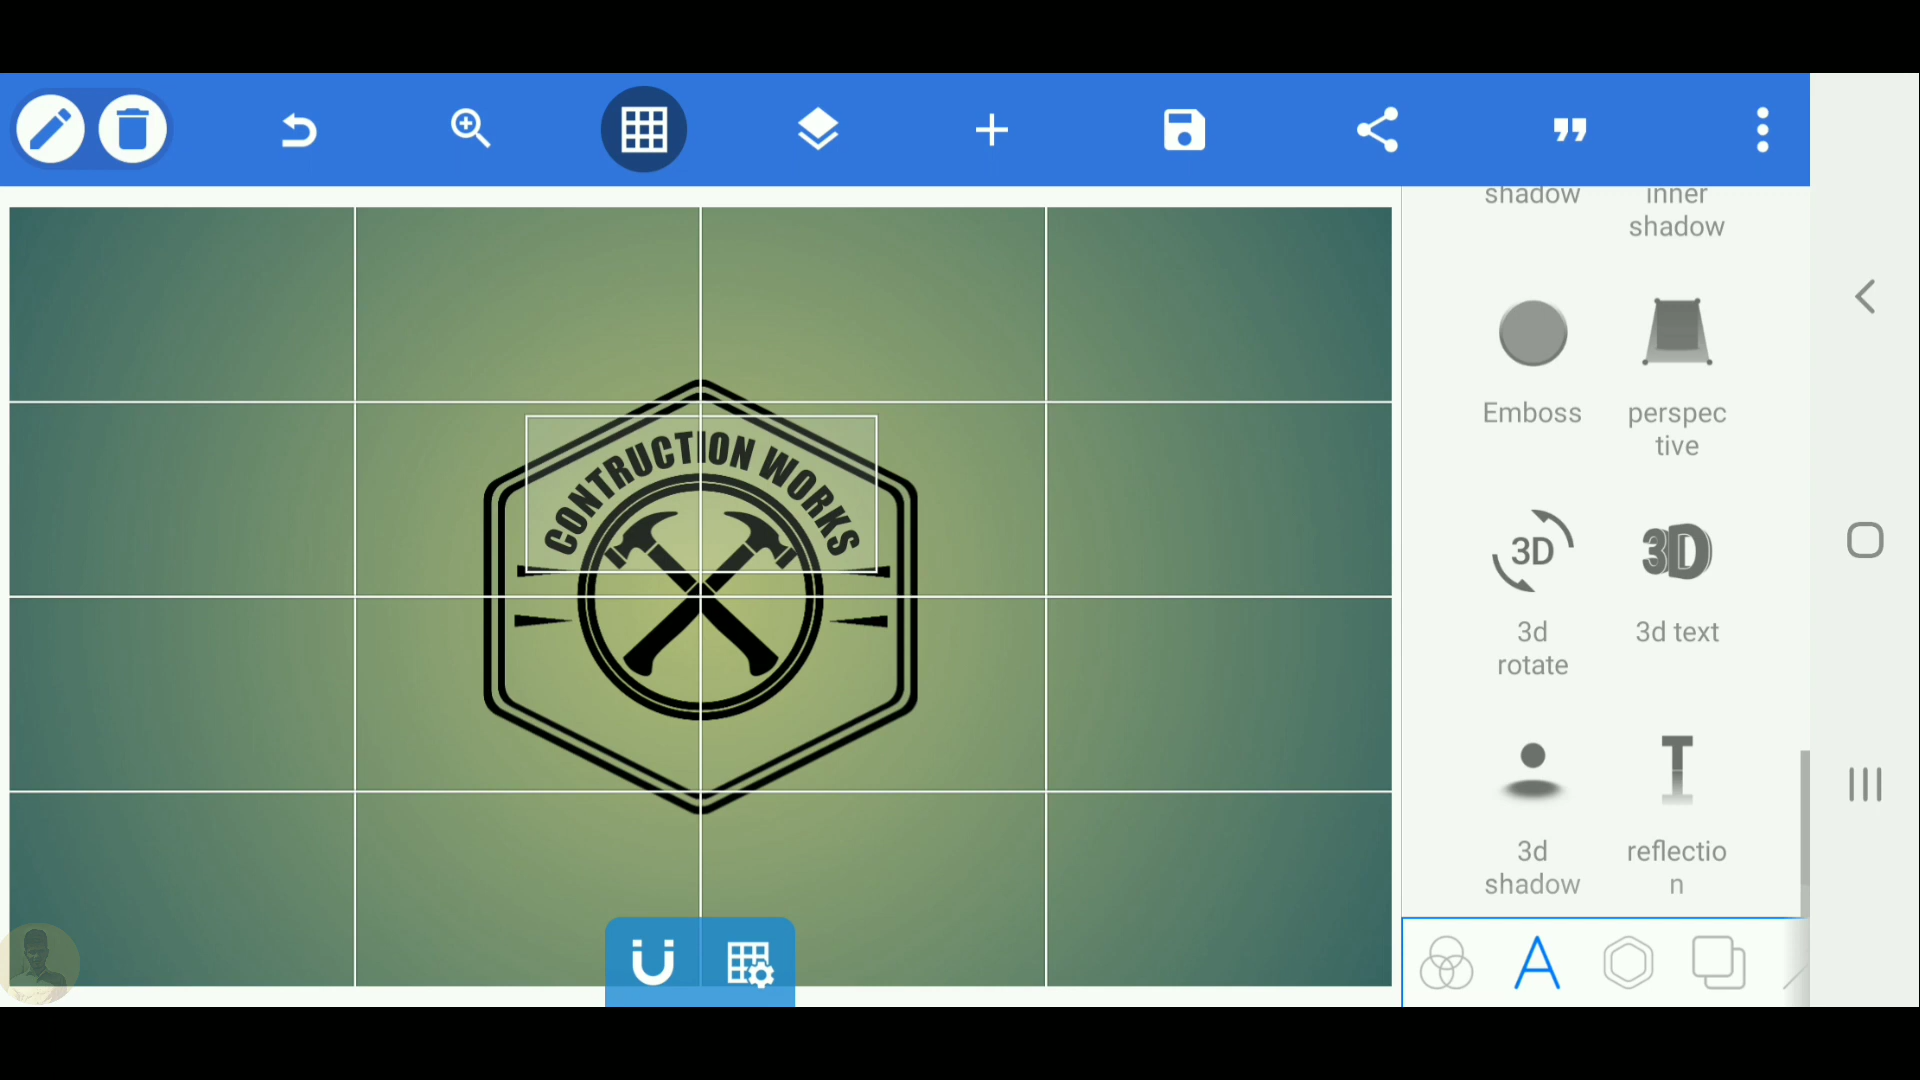 shadow
inner
shadow
CONTRUCTION WORKS
Emboss
perspec
tive
3D
3D
3d
rotate
3d text
T
3d
shadow
reflectio
n
A